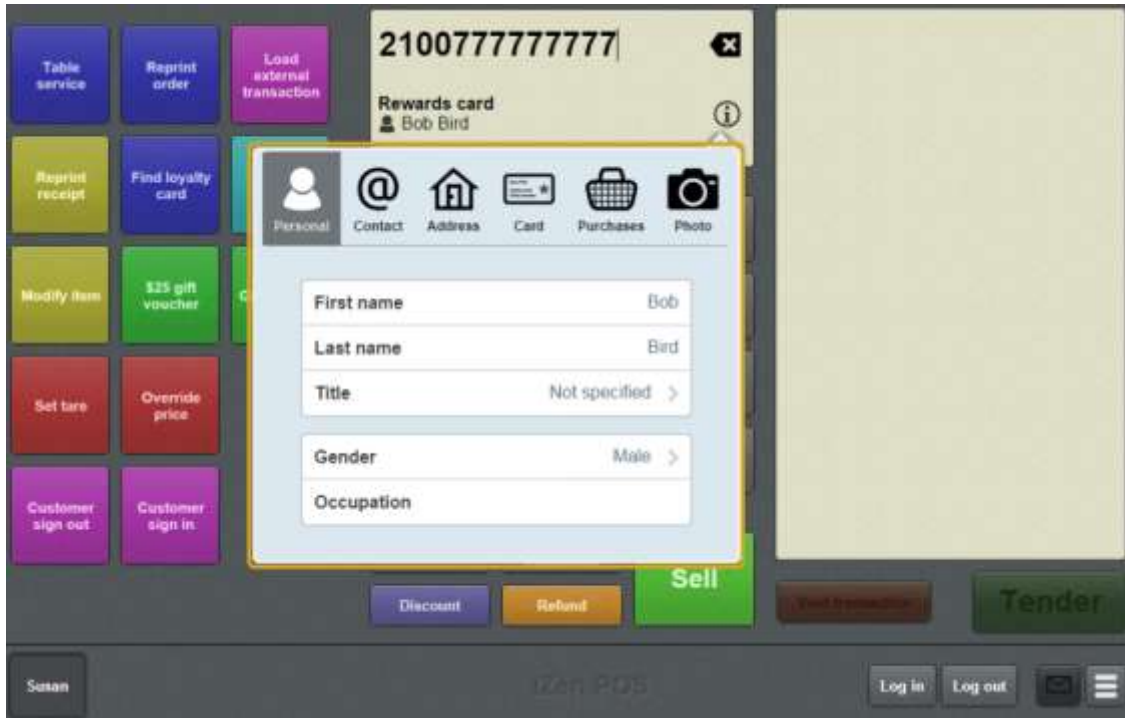 2100777777777
Rewards card
Bob Bird
Table
service
Reprint
order
Load
external
transaction
Reprint
receipt
Find loyalty
card
Modify item
$25 gift
voucher
Set tare
Override
price
Customer
sign out
Customer
sign in
Personal
Contact
Address
Card
Purchases
Photo
First name Bob
Last name Bird
Title Not specified
Gender Male
Occupation
Discount
Refund
Sell
Tender
Susan
iZen POS
Log in
Log out